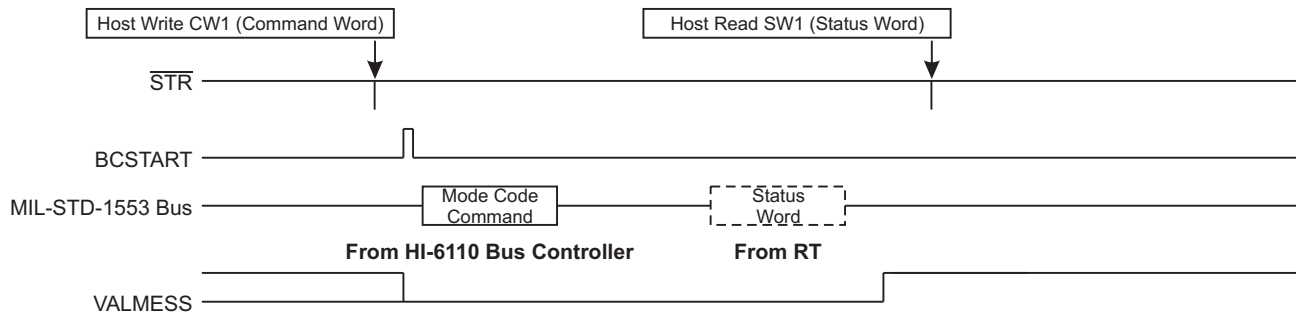 Host Write CW1 (Command Word)
Host Read SW1 (Status Word)
STR
BCSTART
MIL-STD-1553 Bus
Mode Code
Command
Status
Word
From HI-6110 Bus Controller
From RT
VALMESS